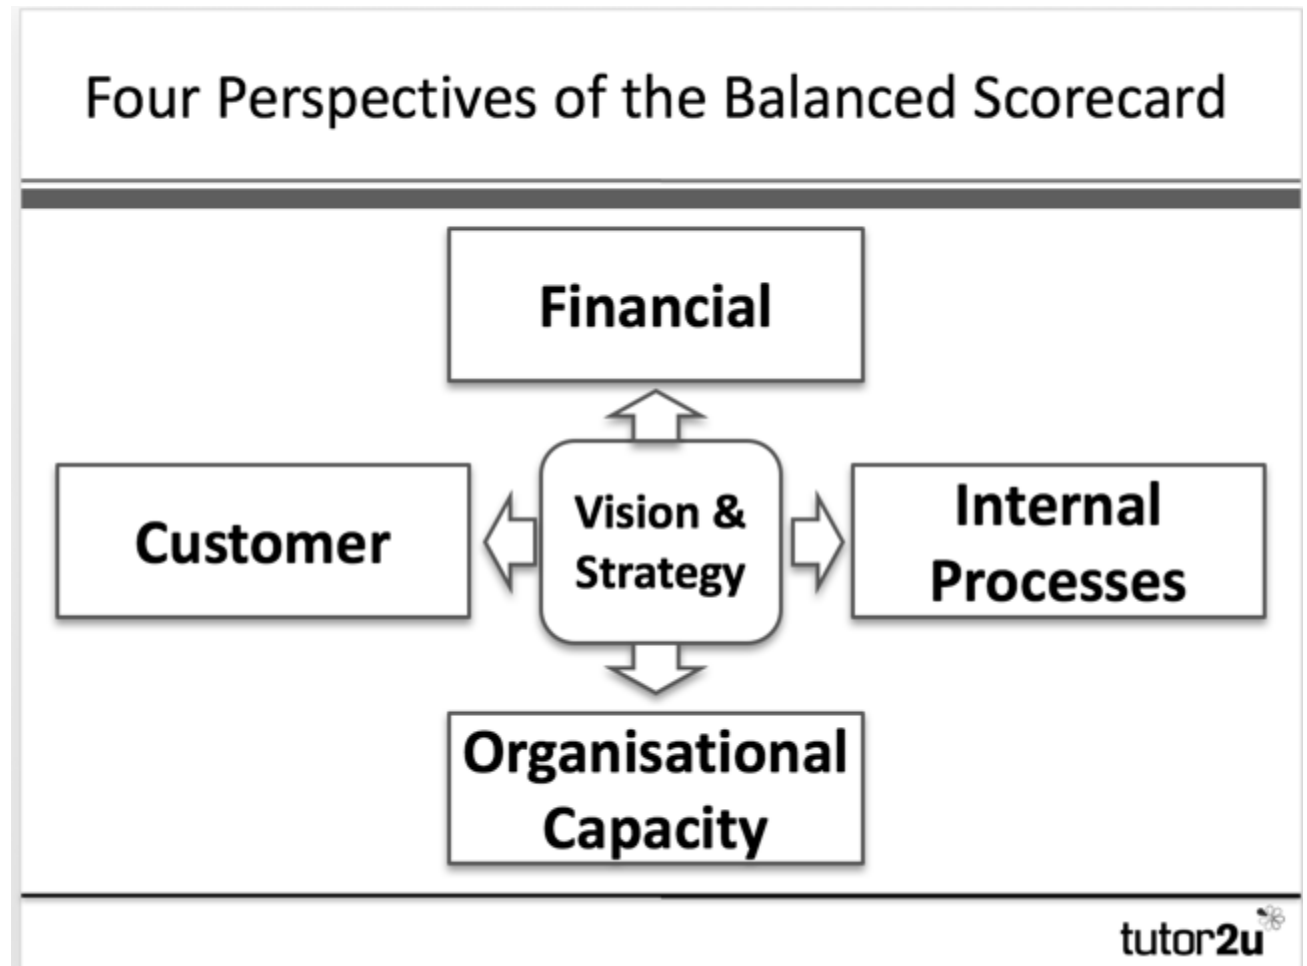 Four Perspectives of the Balanced Scorecard
Financial
Customer
Vision &
Strategy
Internal
Processes
Organisational
Capacity
tutor2u